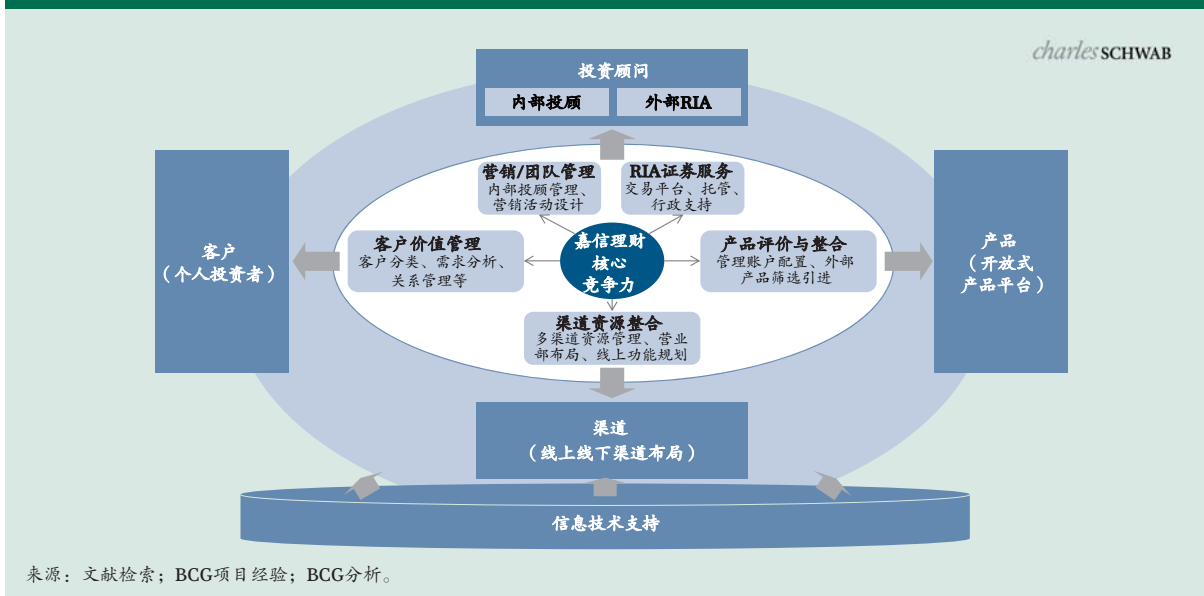 charles SCHWAB
投资顾问
内部投顾
外部RIA
营销/团队管理
内部投顾管理、
营销活动设计
RIA证券服务
交易平台、托管、
行政支持
客户
（个人投资者）
客户价值管理
客户分类、需求分析、
关系管理等
嘉信理财
核心
竞争力
产品评价与整合
管理账户配置、外部
产品筛选引进
产品
（开放式
产品平台）
渠道资源整合
多渠道资源管理、营业
部布局、线上功能规划
渠道
（线上线下渠道布局）
信息技术支持
来源：文献检索；BCG项目经验；BCG分析。